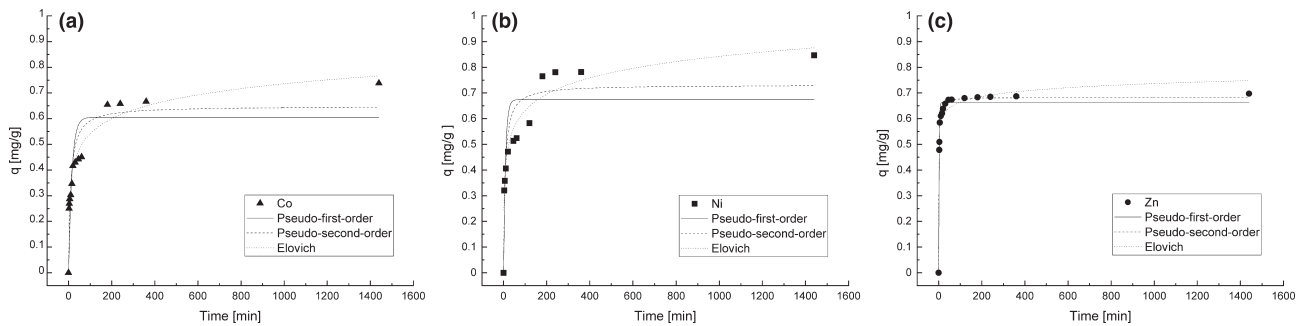 (a)
1
0.9
0.8
0.7
0.6
0.5
0.4
0.3
0.2
0.1
0
q [mg/g]
Co
Pseudo-first-order
Pseudo-second-order
Elovich
0 200 400 600 800 1000 1200 1400 1600
Time [min]
(b)
1
0.9
0.8
0.7
0.6
0.5
0.4
0.3
0.2
0.1
0
q [mg/g ]
Ni
Pseudo-first-order
Pseudo-second-order
Elovich
0 200 400 600 800 1000 1200 1400 1600
Time [min]
(c)
1
0.9
0.8
0.7
0.6
0.5
0.4
0.3
0.2
0.1
0
q [mg/g]
Zn
Pseudo-first-order
Pseudo-second-order
Elovich
0 200 400 600 800 1000 1200 1400 1600
Time [min]